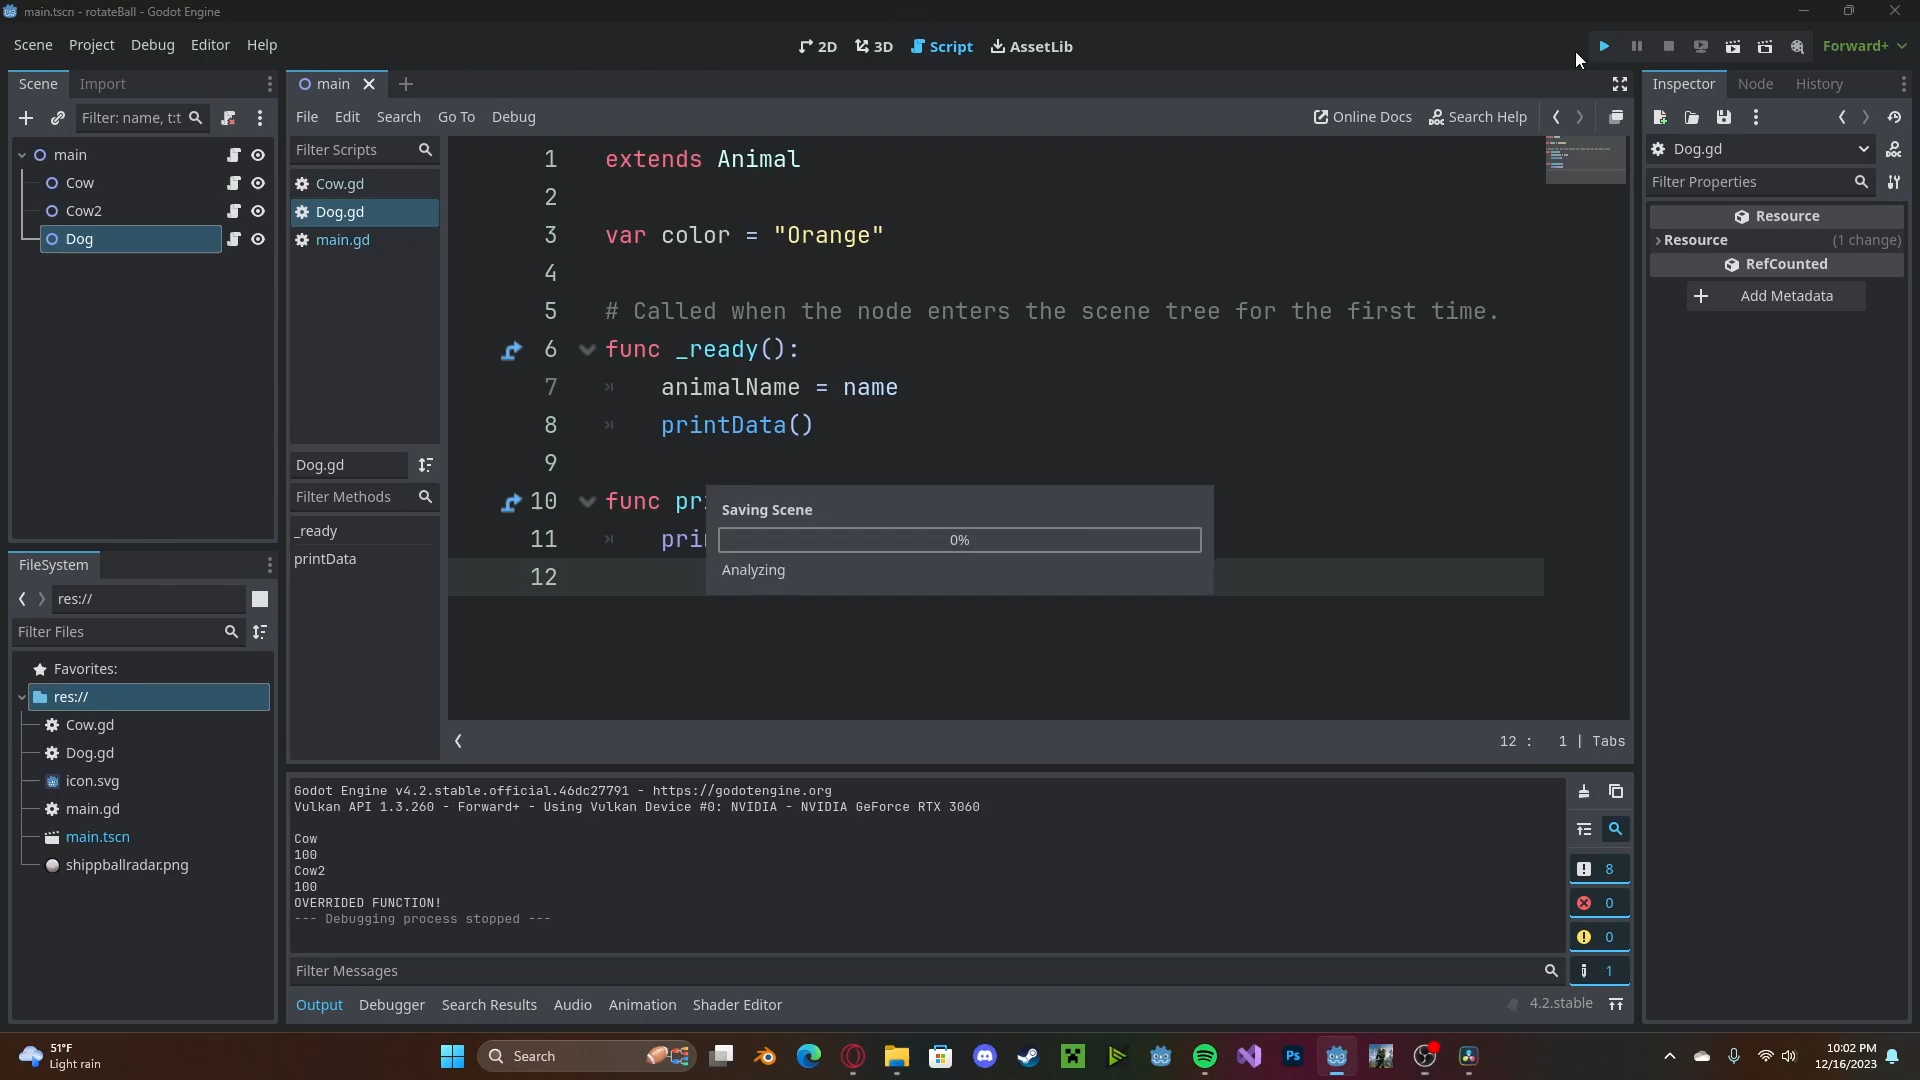 main.tscn - rotateBall - Godot Engine
Scene Project Debug Editor Help
2D 3D Script AssetLib
Forward+
Scene Import
Filter: name, t:t
main
Cow
Cow2
Dog
FileSystem
res://
Filter Files
Favorites:
res://
Cow.gd
Dog.gd
icon.svg
main.gd
main.tscn
shippballradar.png
main
File Edit Search Go To Debug
Online Docs Search Help
Filter Scripts
Cow.gd
Dog.gd
main.gd
Dog.gd
Filter Methods
_ready
printData
1 extends Animal
2
3 var color = "Orange"
4
5 # Called when the node enters the scene tree for the first time.
6 func _ready():
7 animalName = name
8 printData()
9
10 func pr
11 pri
12
Saving Scene
0%
Analyzing
12 : 1 | Tabs
Godot Engine v4.2.stable.official.46dc27791 - https://godotengine.org
Vulkan API 1.3.260 - Forward+ - Using Vulkan Device #0: NVIDIA - NVIDIA GeForce RTX 3060
Cow
100
Cow2
100
OVERRIDED FUNCTION!
--- Debugging process stopped ---
8
0
0
1
Filter Messages
Output Debugger Search Results Audio Animation Shader Editor
4.2.stable
Inspector Node History
Dog.gd
Filter Properties
Resource
Resource (1 change)
RefCounted
Add Metadata
51°F
Light rain
Search
Ps
10:02 PM
12/16/2023